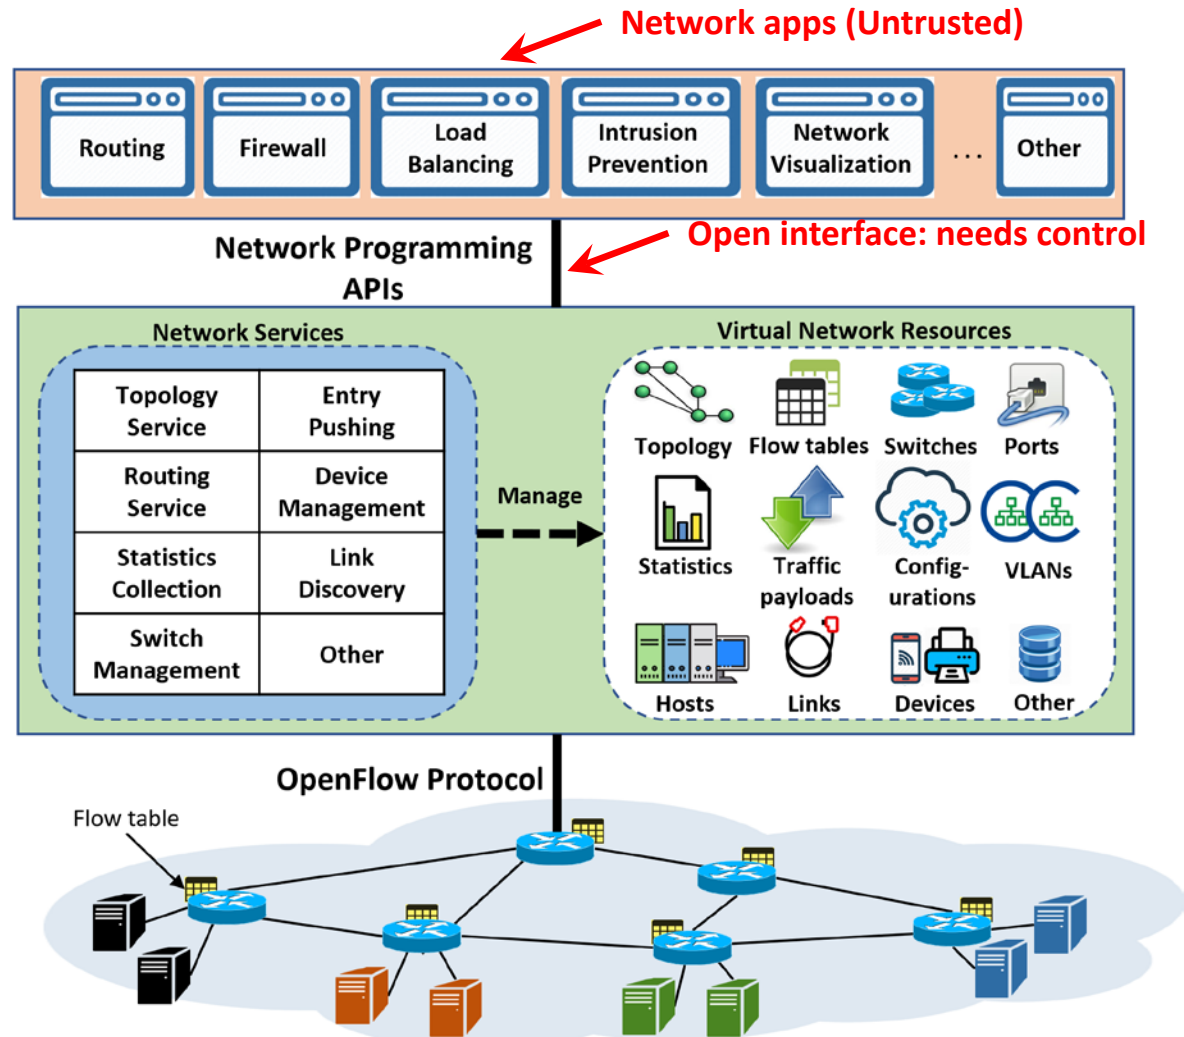 Network apps (Untrusted)
Routing
Firewall
Load
Balancing
Intrusion
Prevention
Network
Visualization
...
Other
Network Programming
APIs
Open interface: needs control
Network Services
Topology
Service
Entry
Pushing
Routing
Service
Device
Management
Statistics
Collection
Link
Discovery
Switch
Management
Other
Manage
Virtual Network Resources
Topology
Flow tables
Switches
Ports
Statistics
Traffic
payloads
Config-
urations
VLANs
Hosts
Links
Devices
Other
OpenFlow Protocol
Flow table